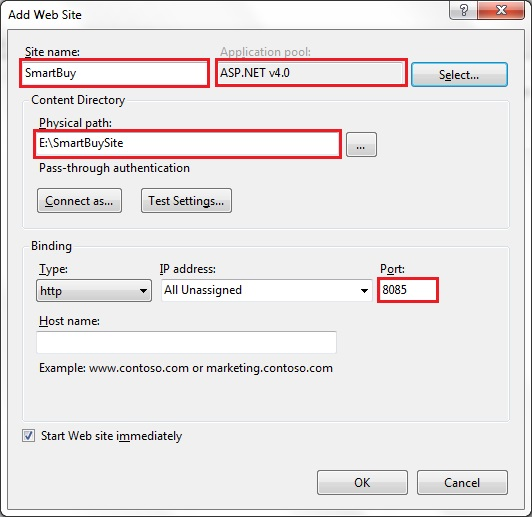 Add Web Site
Site name: Application pool:
SmartBuy ASP.NET v4.0 Select...
Content Directory
Physical path:
E:\SmartBuySite ...
Pass-through authentication
Connect as... Test Settings...
Binding
Type: IP address: Port:
http All Unassigned 8085
Host name:
Example: www.contoso.com or marketing.contoso.com
Start Web site immediately
OK Cancel